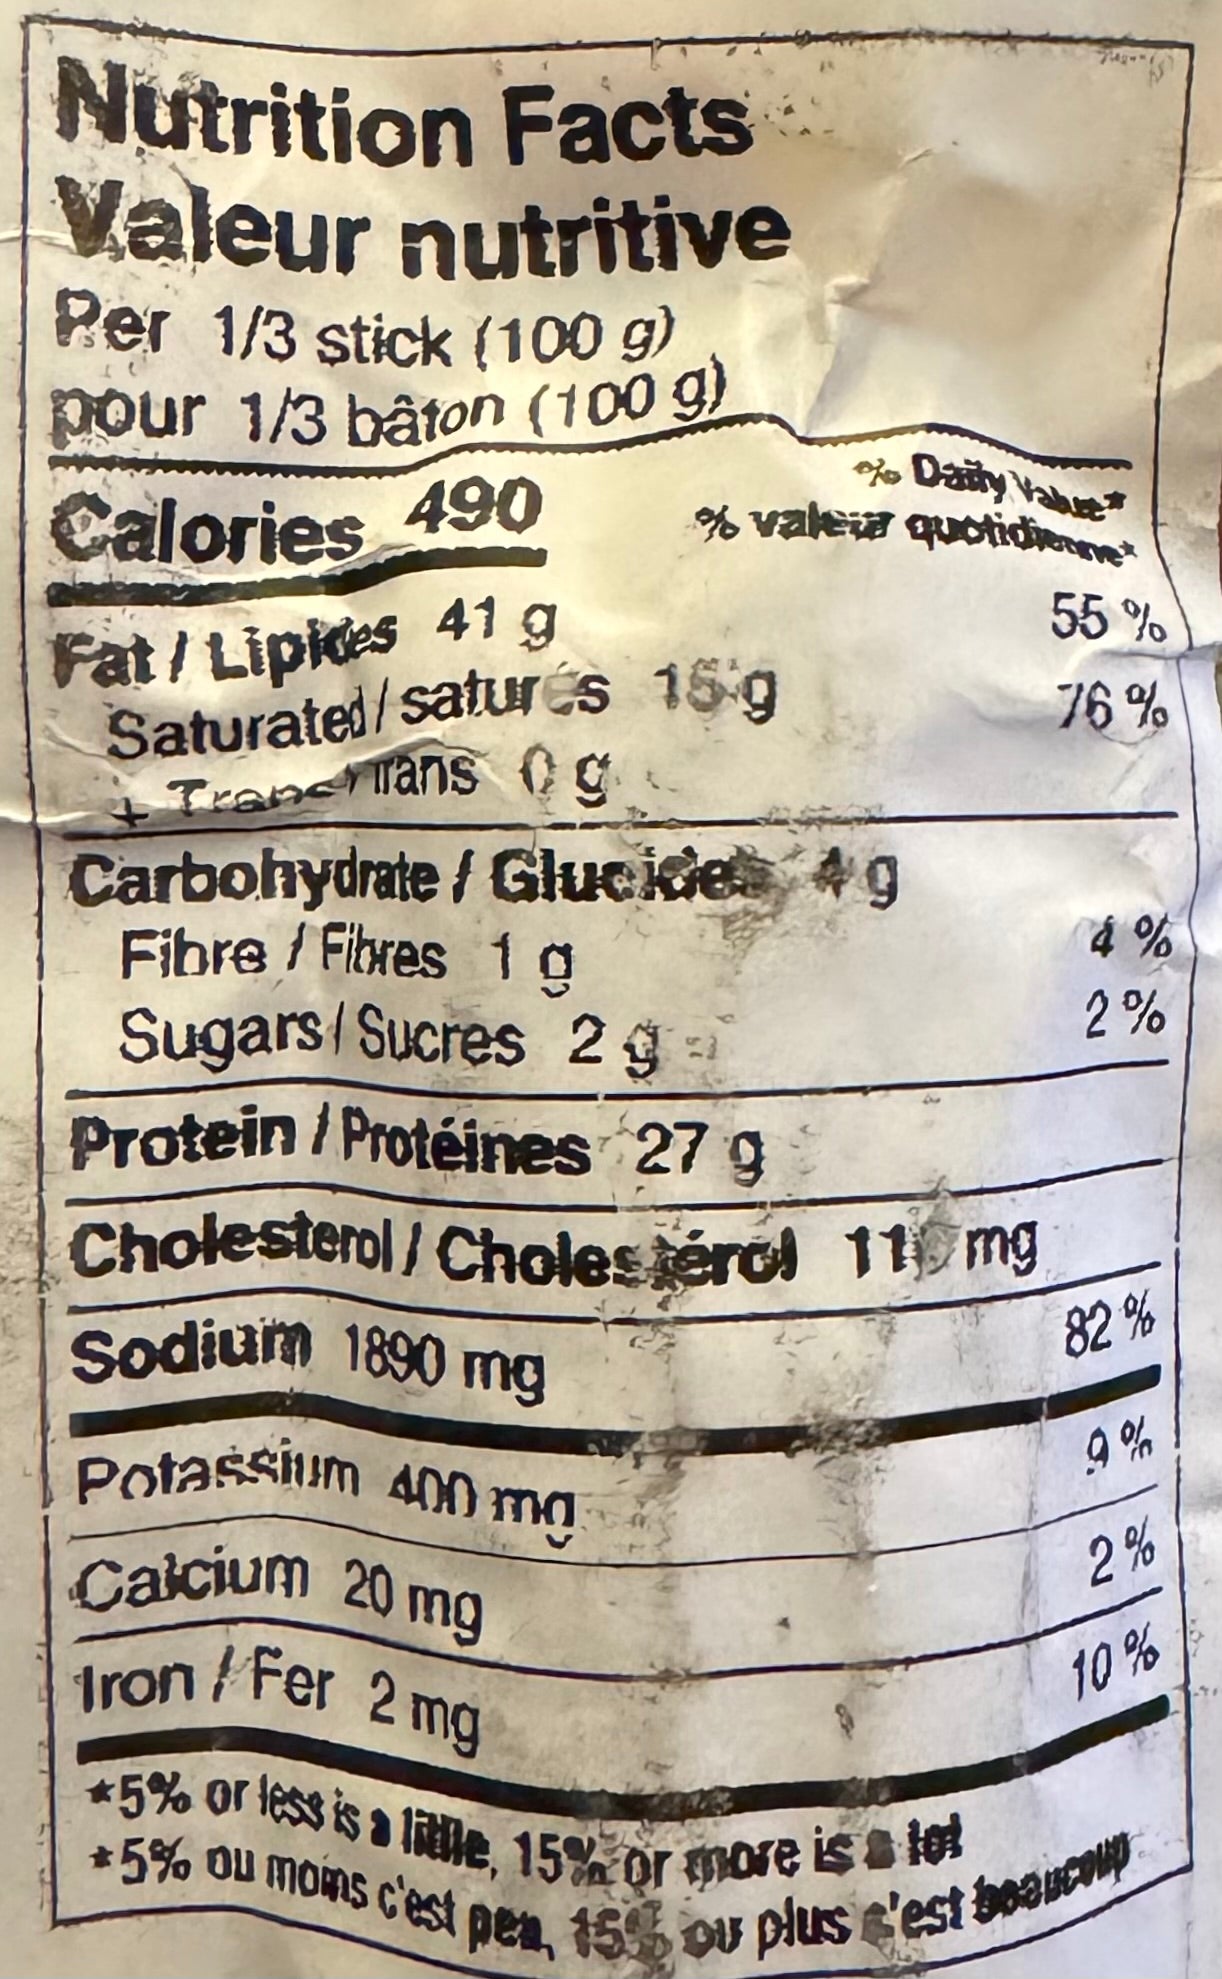 Nutrition Facts
Valeur nutritive
Per 1/3 stick (100 g)
pour 1/3 bâton (100 g)
% Daily Value*
% valeur quotidienne*
Calories 490
Fat / Lipides 41 g 55 %
Saturated / saturés 15 g 76 %
+ Trans / trans 0 g
Carbohydrate / Glucides 4 g
Fibre / Fibres 1 g 4 %
Sugars / Sucres 2 g 2 %
Protein / Protéines 27 g
Cholesterol / Cholestérol mg
Sodium 1890 mg 82 %
Potassium 400 mg 9 %
Calcium 20 mg 2 %
Iron / Fer 2 mg 10 %
*5% or less is a little, 15% or more is a lot
*5% ou moins c'est peu, 15% ou plus c'est beaucoup